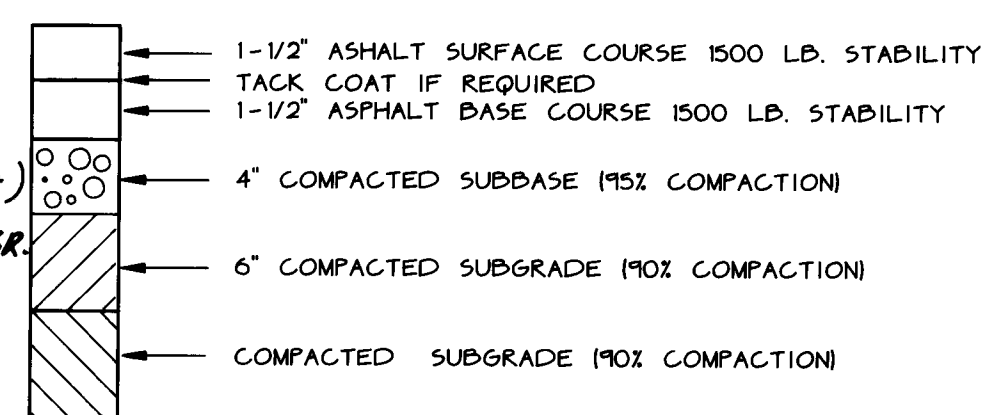 1-1/2" ASHALT SURFACE COURSE 1500 LB. STABILITY
TACK COAT IF REQUIRED
1-1/2" ASPHALT BASE COURSE 1500 LB. STABILITY
4" COMPACTED SUBBASE (95% COMPACTION)
6" COMPACTED SUBGRADE (90% COMPACTION)
COMPACTED SUBGRADE (90% COMPACTION)